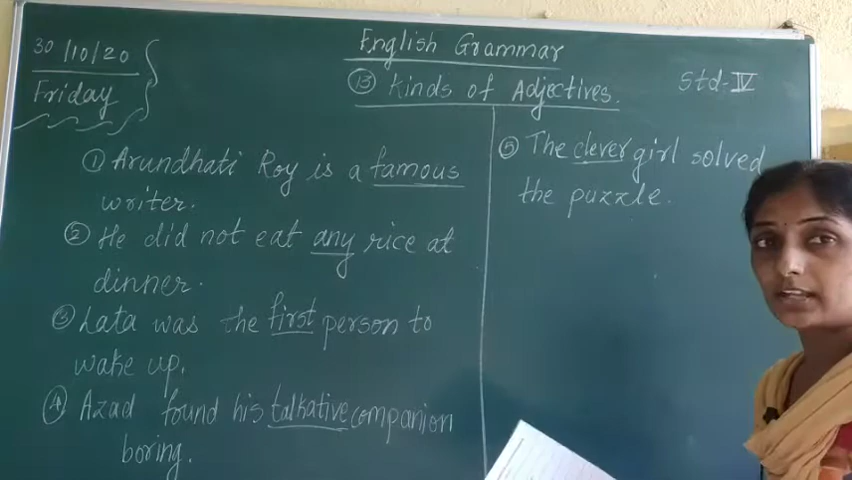 30/10/20
Friday
English Grammar
⑬ Kinds of Adjectives.
Std-IV
① Arundhati Roy is a famous
writer.
② He did not eat any rice at
dinner.
③ Lata was the first person to
wake up.
④ Azad found his talkative companion
boring.
⑤ The clever girl solved
the puzzle.